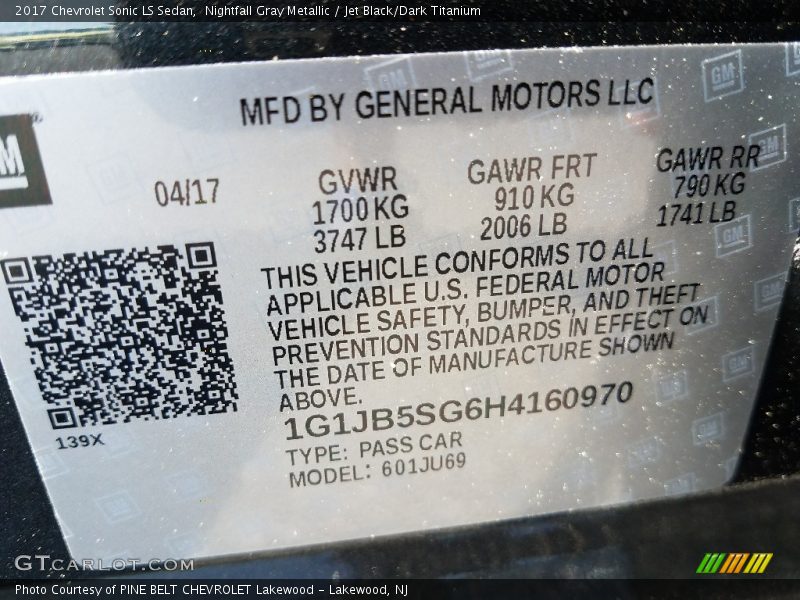 2017 Chevrolet Sonic LS Sedan,  Nightfall Gray Metallic / Jet Black/Dark Titanium
MFD BY GENERAL MOTORS LLC
GM
04/17
GVWR
1700 KG
3747 LB
GAWR FRT
910 KG
2006 LB
GAWR RR
790 KG
1741 LB
THIS VEHICLE CONFORMS TO ALL
APPLICABLE U.S. FEDERAL MOTOR
VEHICLE SAFETY, BUMPER, AND THEFT
PREVENTION STANDARDS IN EFFECT ON
THE DATE OF MANUFACTURE SHOWN
ABOVE.
139X
1G1JB5SG6H4160970
TYPE: PASS CAR
MODEL: 601JU69
GTCARLOT.COM
Photo Courtesy of PINE BELT CHEVROLET Lakewood - Lakewood, NJ